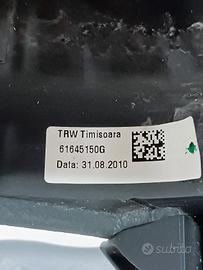 TRW Timisoara
61645150G
Data: 31.08.2010
subito